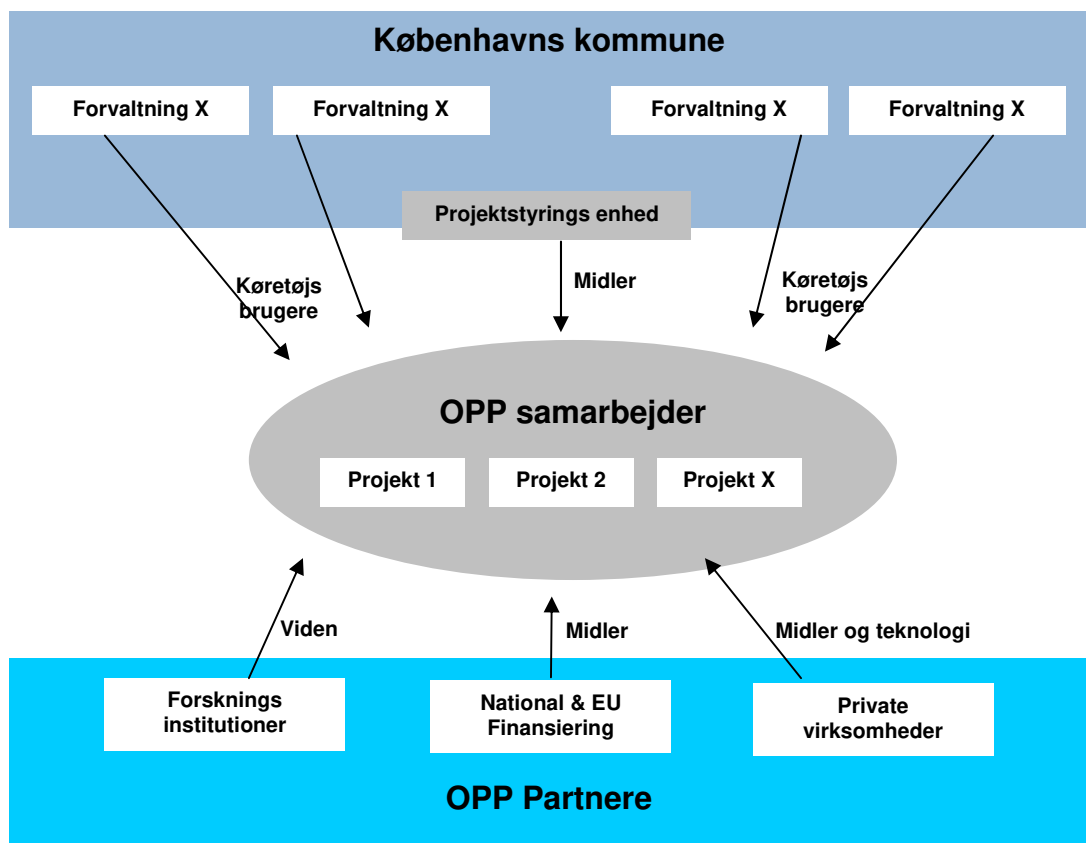 Københavns kommune
Forvaltning X
Forvaltning X
Forvaltning X
Forvaltning X
Projektstyrings enhed
Køretøjs
brugere
Midler
Køretøjs
brugere
OPP samarbejder
Projekt 1
Projekt 2
Projekt X
Viden
Midler
Midler og teknologi
Forsknings
institutioner
National & EU
Finansiering
Private
virksomheder
OPP Partnere